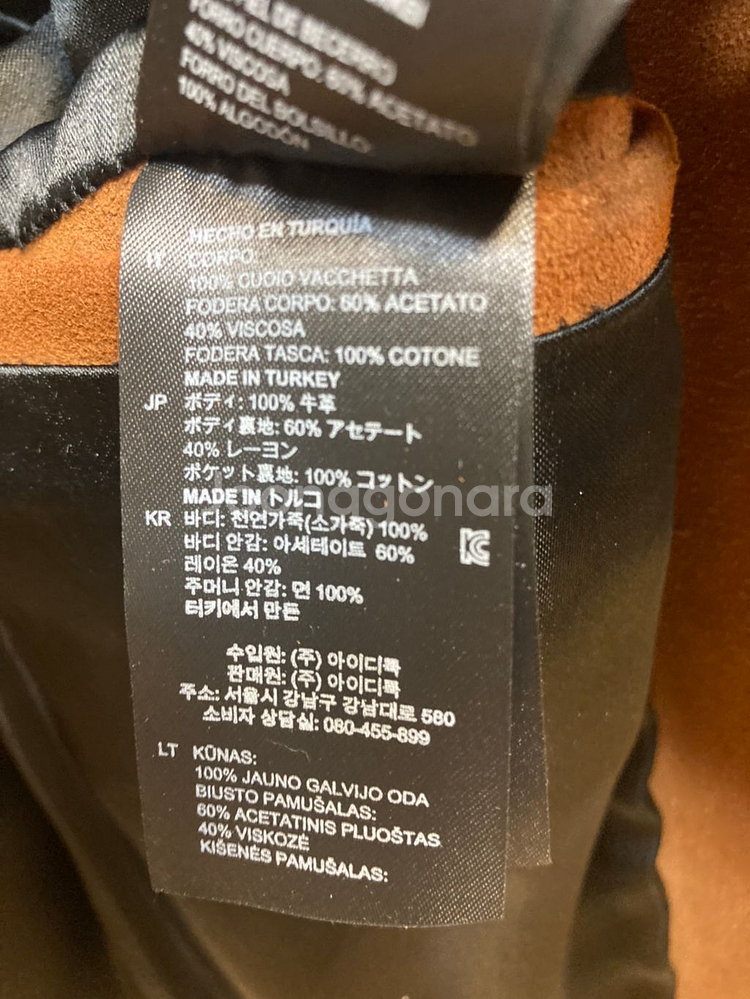 DE BECERRO
FORRO CUERPO: 60% ACETATO
40% VISCOSA
FORRO DEL BOLSILLO:
100% ALGODÓN
HECHO EN TURQUÍA
IT CORPO
100% CUOIO VACCHETTA
FODERA CORPO: 60% ACETATO
40% VISCOSA
FODERA TASCA: 100% COTONE
MADE IN TURKEY
JP ボディ: 100% 牛革
ボディ裏地: 60% アセテート
40% レーヨン
ポケット裏地: 100% コットン
MADE IN トルコ
KR 바디: 천연가죽(소가죽) 100%
바디 안감: 아세테이트 60%
레이온 40%
주머니 안감: 면 100%
터키에서 만든
수입원: (주) 아이디룩
판매원: (주) 아이디룩
주소: 서울시 강남구 강남대로 580
소비자 상담실: 080-455-899
LT KŪNAS:
100% JAUNO GALVIJO ODA
BIUSTO PAMUŠALAS:
60% ACETATINIS PLUOŠTAS
40% VISKOZĖ
KIŠENĖS PAMUŠALAS: